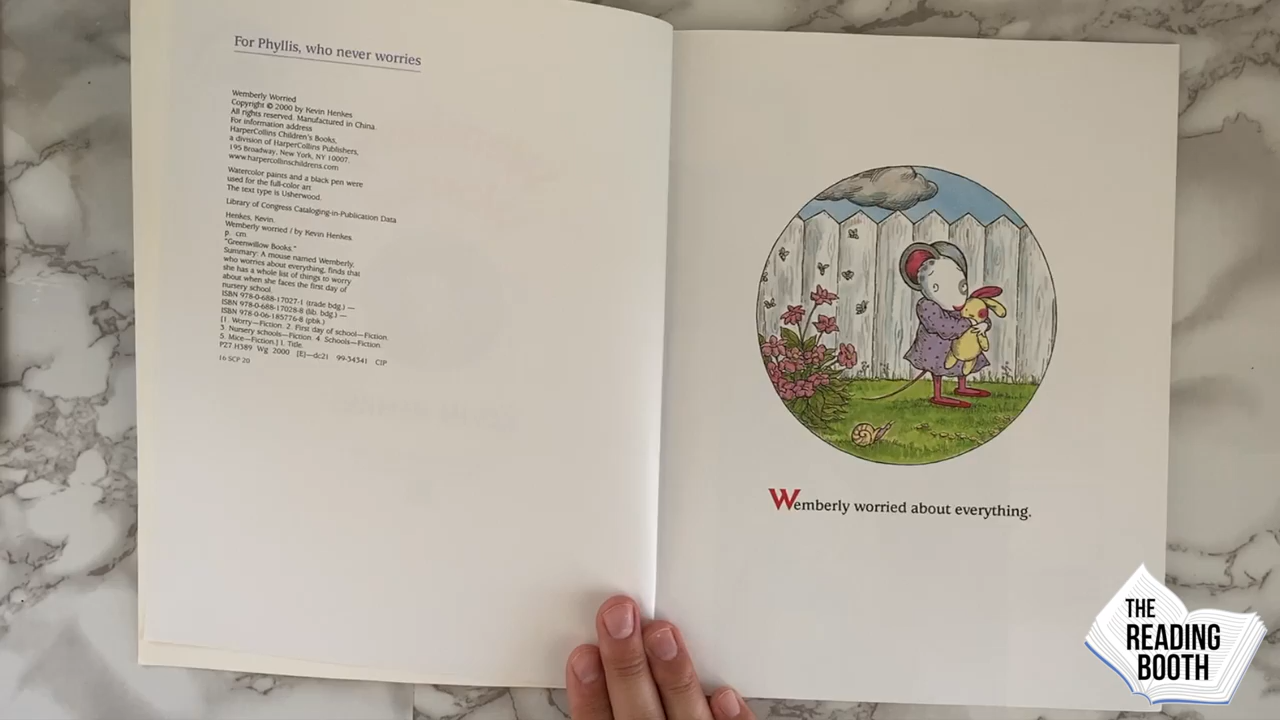 For Phyllis, who never worries
Wemberly Worried
Copyright © 2000 by Kevin Henkes
All rights reserved. Manufactured in China.
For information address
HarperCollins Children's Books,
a division of HarperCollins Publishers,
195 Broadway, New York, NY 10007.
www.harpercollinschildrens.com
Watercolor paints and a black pen were
used for the full-color art.
The text type is Usherwood.
Library of Congress Cataloging-in-Publication Data
Henkes, Kevin.
Wemberly worried / by Kevin Henkes.
p. cm.
"Greenwillow Books."
Summary: A mouse named Wemberly,
who worries about everything, finds that
she has a whole list of things to worry
about when she faces the first day of
nursery school.
ISBN 978-0-688-17027-1 (trade bdg.) —
ISBN 978-0-688-17028-8 (lib. bdg.) —
ISBN 978-0-06-185776-8 (pbk.)
[1. Worry—Fiction. 2. First day of school—Fiction.
3. Nursery schools—Fiction. 4. Schools—Fiction.
5. Mice—Fiction.] I. Title.
PZ7.H389 Wg 2000 [E]—dc21 99-34341 CIP
16 SCP 20
Wemberly worried about everything.
THE
READING
BOOTH